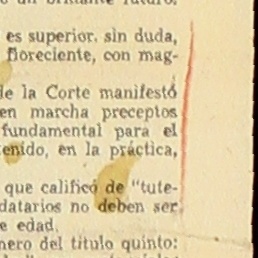 es superior, sin duda,
floreciente, con mag-
de la Corte manifestó
en marcha preceptos
fundamental para el
enido, en la práctica,
que calificó de "tute-
datarios no deben ser
e edad.
nero del título quinto: